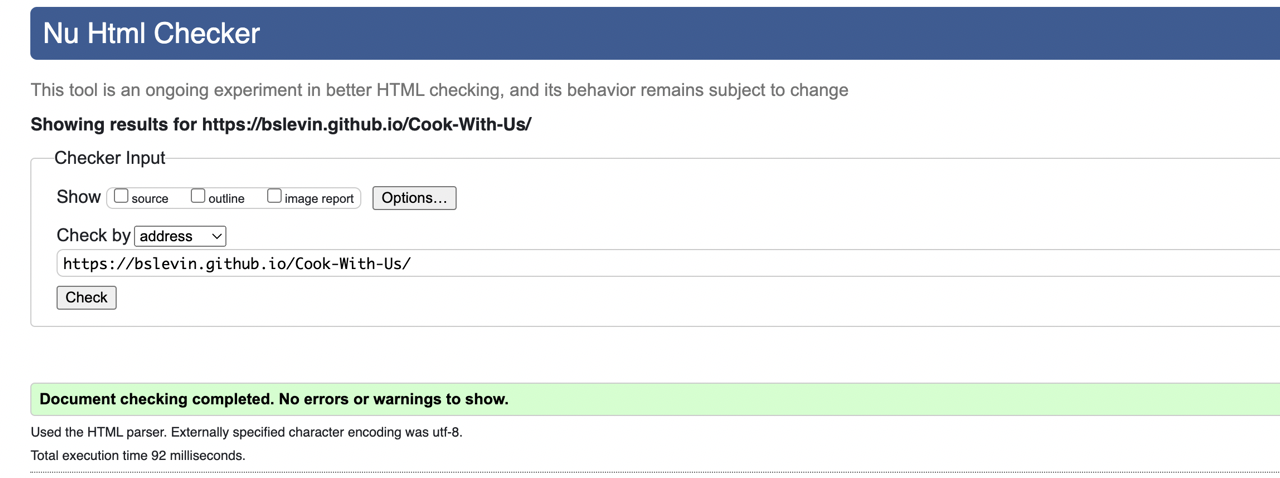 Nu Html Checker
This tool is an ongoing experiment in better HTML checking, and its behavior remains subject to change
Showing results for https://bslevin.github.io/Cook-With-Us/
Checker Input
Show source outline image report Options...
Check by address
https://bslevin.github.io/Cook-With-Us/
Check
Document checking completed. No errors or warnings to show.
Used the HTML parser. Externally specified character encoding was utf-8.
Total execution time 92 milliseconds.